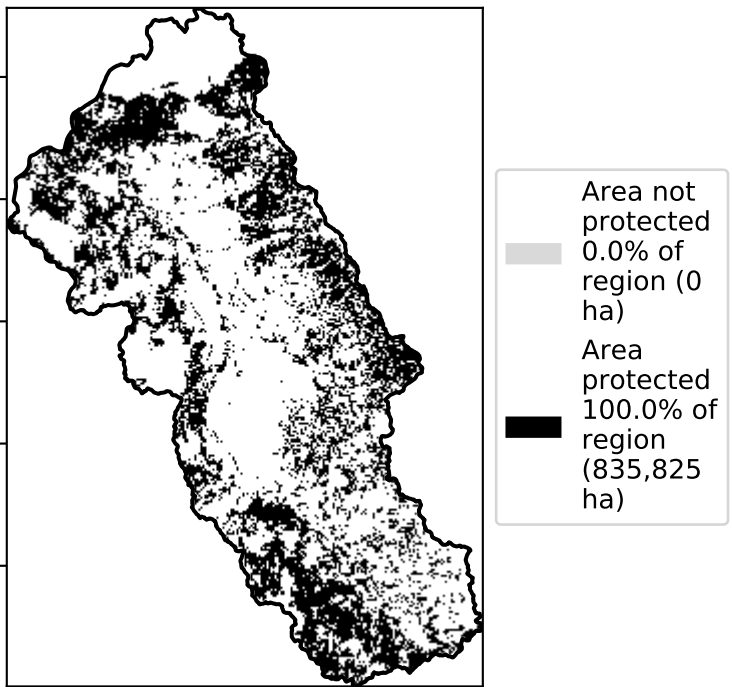 Area not
protected
0.0% of
region (0
ha)
Area
protected
100.0% of
region
(835,825
ha)